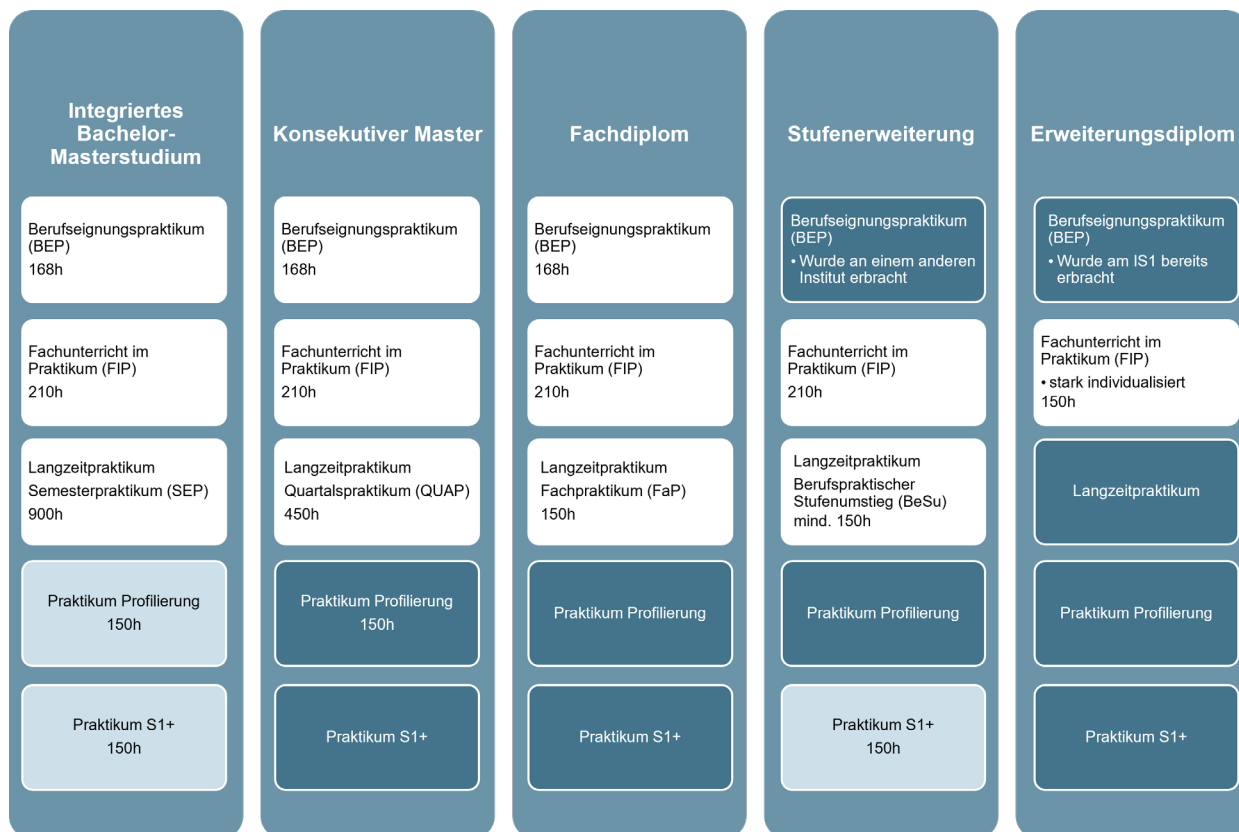 Integriertes
Bachelor-
Masterstudium
Berufseignungspraktikum
(BEP)
168h
Fachunterricht im
Praktikum (FIP)
210h
Langzeitpraktikum
Semesterpraktikum (SEP)
900h
Praktikum Profilierung
150h
Praktikum S1+
150h
Konsekutiver Master
Berufseignungspraktikum
(BEP)
168h
Fachunterricht im
Praktikum (FIP)
210h
Langzeitpraktikum
Quartalspraktikum (QUAP)
450h
Praktikum Profilierung
150h
Praktikum S1+
Fachdiplom
Berufseignungspraktikum
(BEP)
168h
Fachunterricht im
Praktikum (FIP)
210h
Langzeitpraktikum
Fachpraktikum (FaP)
150h
Praktikum Profilierung
Praktikum S1+
Stufenerweiterung
Berufseignungspraktikum
(BEP)
• Wurde an einem anderen
Institut erbracht
Fachunterricht im
Praktikum (FIP)
210h
Langzeitpraktikum
Berufspraktischer
Stufenumstieg (BeSu)
mind. 150h
Praktikum Profilierung
Praktikum S1+
150h
Erweiterungsdiplom
Berufseignungspraktikum
(BEP)
• Wurde am IS1 bereits
erbracht
Fachunterricht im
Praktikum (FIP)
• stark individualisiert
150h
Langzeitpraktikum
Praktikum Profilierung
Praktikum S1+